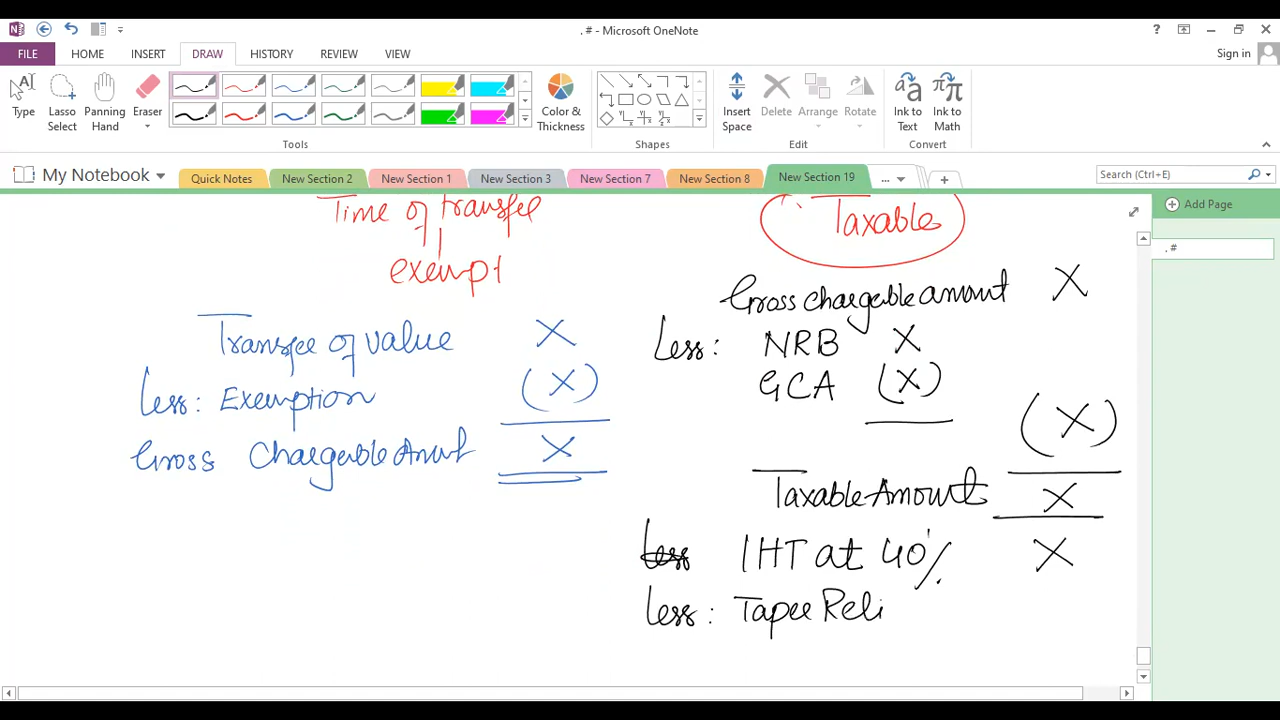 . # - Microsoft OneNote
?
Sign in
FILE HOME INSERT DRAW HISTORY REVIEW VIEW
Type
Lasso Select
Panning Hand
Eraser
Color & Thickness
Insert Space
Delete
Arrange
Rotate
Ink to Text
Ink to Math
Tools
Shapes
Edit
Convert
My Notebook
Quick Notes
New Section 2
New Section 1
New Section 3
New Section 7
New Section 8
New Section 19
...
Search (Ctrl+E)
Add Page
. #
Time of transfer
exempt
Transfer of value X
Less: Exemption (X)
Gross Chargeable Amnt X
Taxable
Gross chargeable amount X
Less: NRB X
GCA (X)
(X)
Taxable Amount X
Less IHT at 40% X
Less: Taper Reli